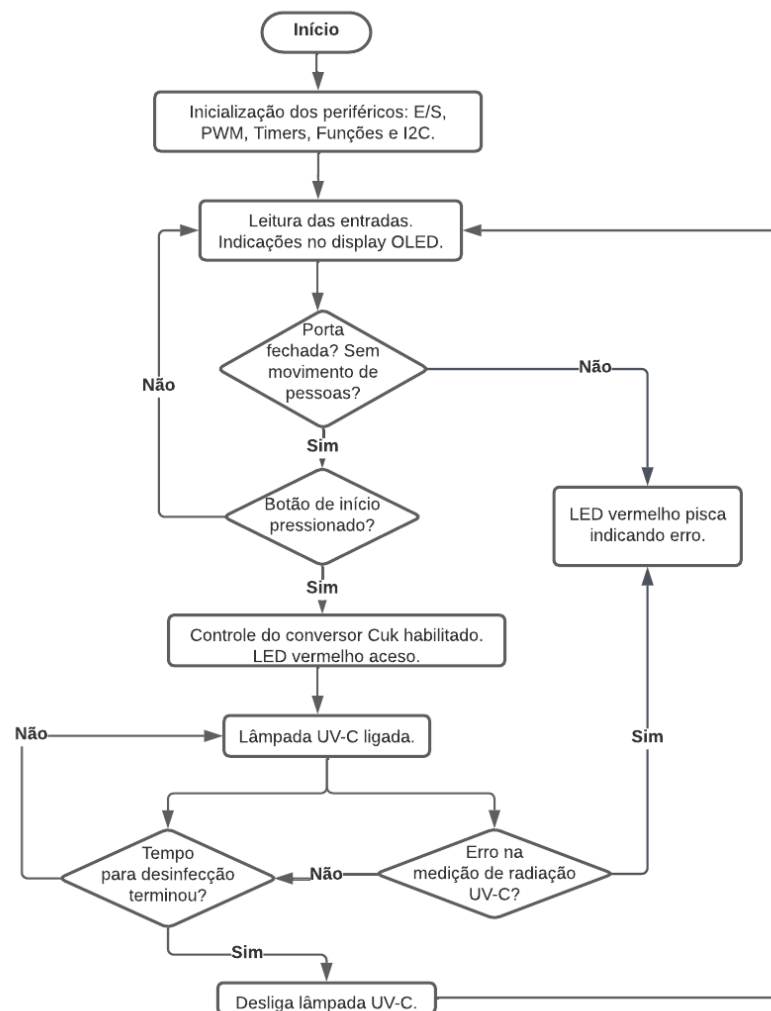 Início
Inicialização dos periféricos: E/S,
PWM, Timers, Funções e I2C.
Leitura das entradas.
Indicações no display OLED.
Porta
fechada? Sem
movimento de
pessoas?
Não
Não
Sim
Botão de início
pressionado?
LED vermelho pisca
indicando erro.
Sim
Controle do conversor Cuk habilitado.
LED vermelho aceso.
Não
Lâmpada UV-C ligada.
Sim
Tempo
para desinfecção
terminou?
Não
Erro na
medição de radiação
UV-C?
Sim
Desliga lâmpada UV-C.